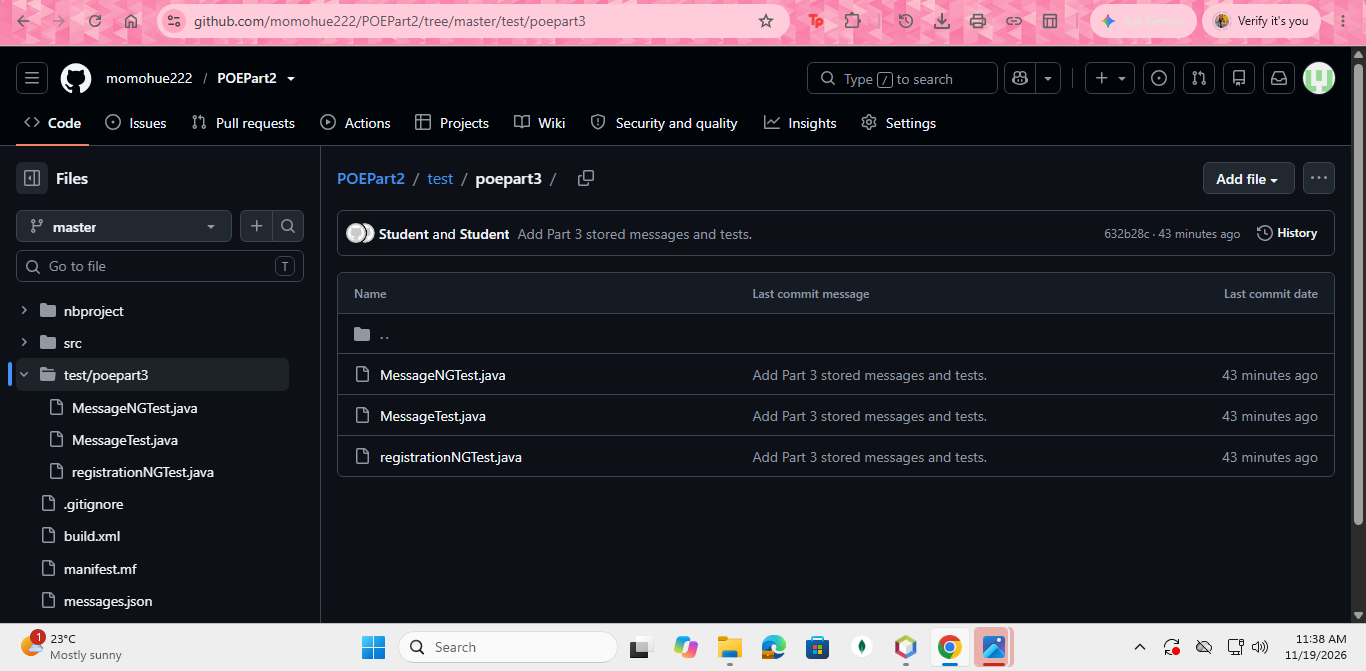 github.com/momohue222/POEPart2/tree/master/test/poepart3
Tp
Ask Gemini
Verify it's you
momohue222 / POEPart2
Type / to search
Code
Issues
Pull requests
Actions
Projects
Wiki
Security and quality
Insights
Settings
Files
master
Go to file
T
nbproject
src
test/poepart3
MessageNGTest.java
MessageTest.java
registrationNGTest.java
.gitignore
build.xml
manifest.mf
messages.json
POEPart2 / test / poepart3 /
Add file
Student and Student Add Part 3 stored messages and tests.
632b28c · 43 minutes ago
History
Name Last commit message Last commit date
..
MessageNGTest.java Add Part 3 stored messages and tests. 43 minutes ago
MessageTest.java Add Part 3 stored messages and tests. 43 minutes ago
registrationNGTest.java Add Part 3 stored messages and tests. 43 minutes ago
1
23°C
Mostly sunny
Search
11:38 AM
11/19/2026